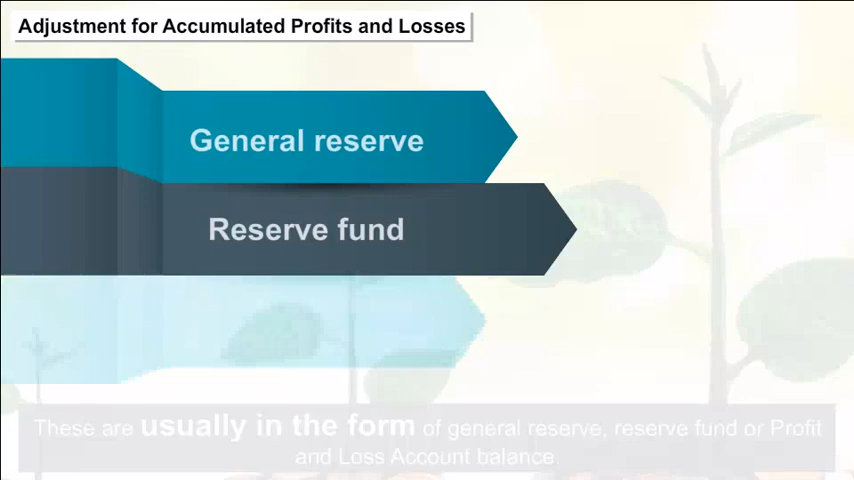 Adjustment for Accumulated Profits and Losses
General reserve
Reserve fund
These are usually in the form of general reserve, reserve fund or Profit
and Loss Account balance.